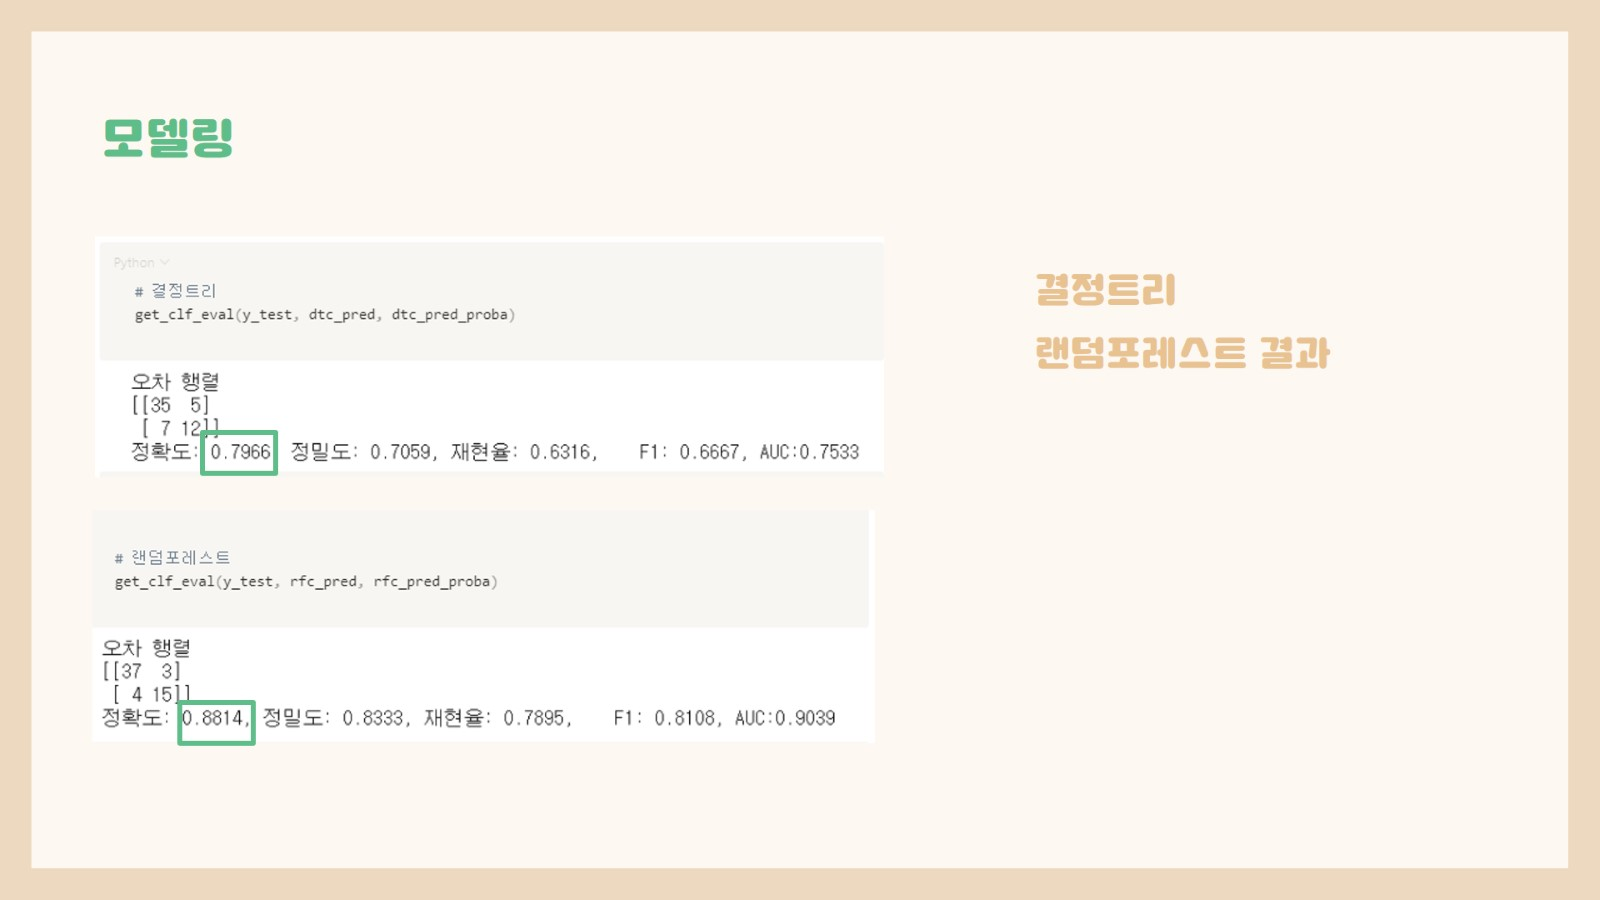 모델링
Python
# 결정트리
get_clf_eval(y_test, dtc_pred, dtc_pred_proba)
오차 행렬
[[35  5]
 [ 7 12]]
정확도: 0.7966 정밀도: 0.7059, 재현율: 0.6316,    F1: 0.6667, AUC:0.7533
# 랜덤포레스트
get_clf_eval(y_test, rfc_pred, rfc_pred_proba)
오차 행렬
[[37  3]
 [ 4 15]]
정확도: 0.8814, 정밀도: 0.8333, 재현율: 0.7895,    F1: 0.8108, AUC:0.9039
결정트리
랜덤포레스트 결과